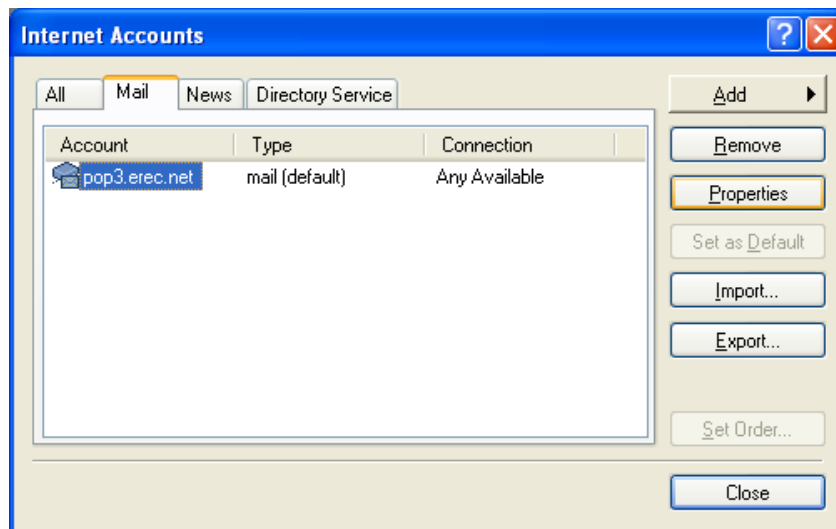 Internet Accounts
All Mail News Directory Service
Account Type Connection
pop3.erec.net mail (default) Any Available
Add
Remove
Properties
Set as Default
Import...
Export...
Set Order...
Close